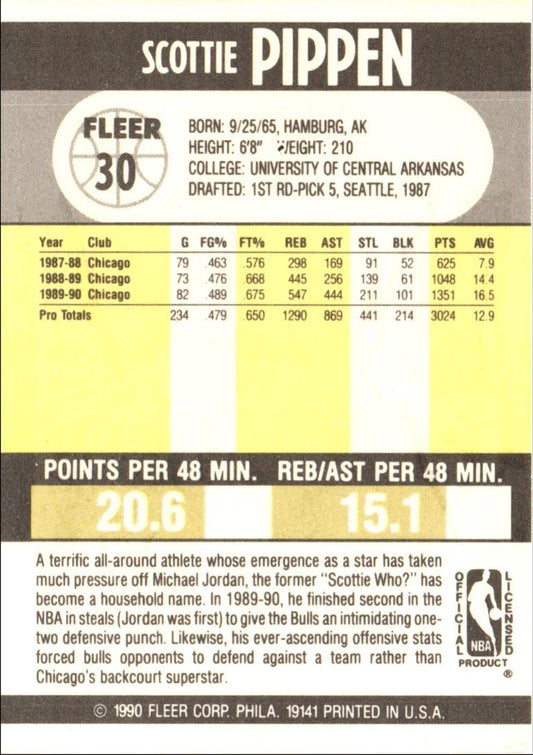 SCOTTIE PIPPEN
FLEER
30
BORN: 9/25/65, HAMBURG, AK
HEIGHT: 6'8" WEIGHT: 210
COLLEGE: UNIVERSITY OF CENTRAL ARKANSAS
DRAFTED: 1ST RD-PICK 5, SEATTLE, 1987
Year Club G FG% FT% REB AST STL BLK PTS AVG
1987-88 Chicago 79 .463 .576 298 169 91 52 625 7.9
1988-89 Chicago 73 .476 .668 445 256 139 61 1048 14.4
1989-90 Chicago 82 .489 .675 547 444 211 101 1351 16.5
Pro Totals 234 .479 .650 1290 869 441 214 3024 12.9
POINTS PER 48 MIN. REB/AST PER 48 MIN.
20.6 15.1
A terrific all-around athlete whose emergence as a star has taken
much pressure off Michael Jordan, the former "Scottie Who?" has
become a household name. In 1989-90, he finished second in the
NBA in steals (Jordan was first) to give the Bulls an intimidating one-
two defensive punch. Likewise, his ever-ascending offensive stats
forced bulls opponents to defend against a team rather than
Chicago's backcourt superstar.
OFFICIAL
LICENSED
NBA
PRODUCT
®
© 1990 FLEER CORP. PHILA. 19141 PRINTED IN U.S.A.